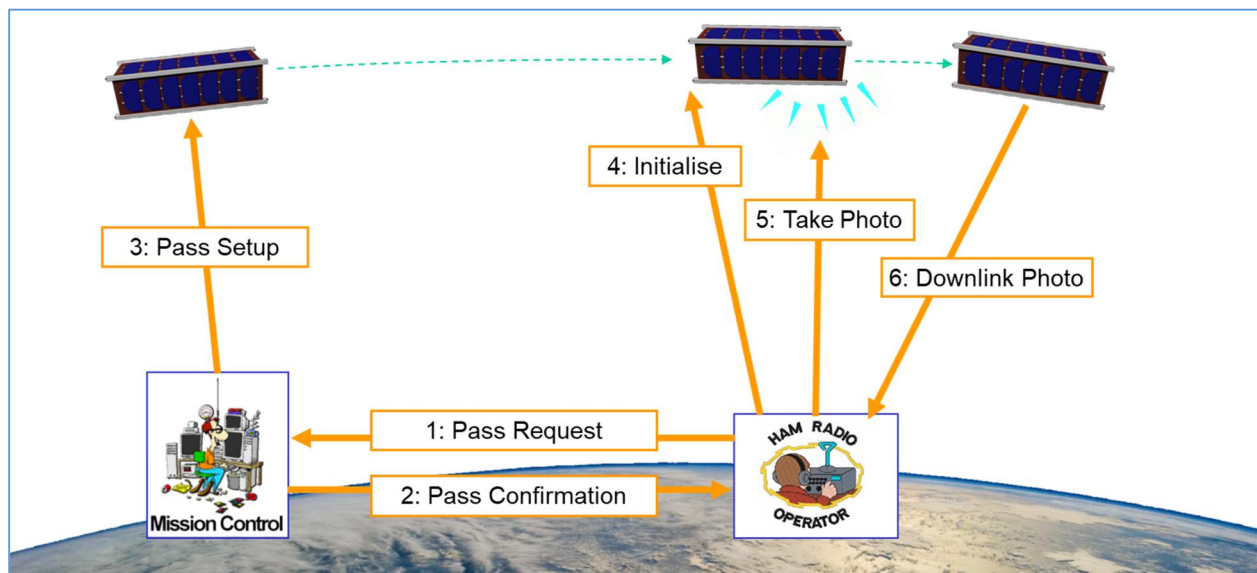 4: Initialise
5: Take Photo
3: Pass Setup
6: Downlink Photo
1: Pass Request
2: Pass Confirmation
Mission Control
HAM RADIO
OPERATOR